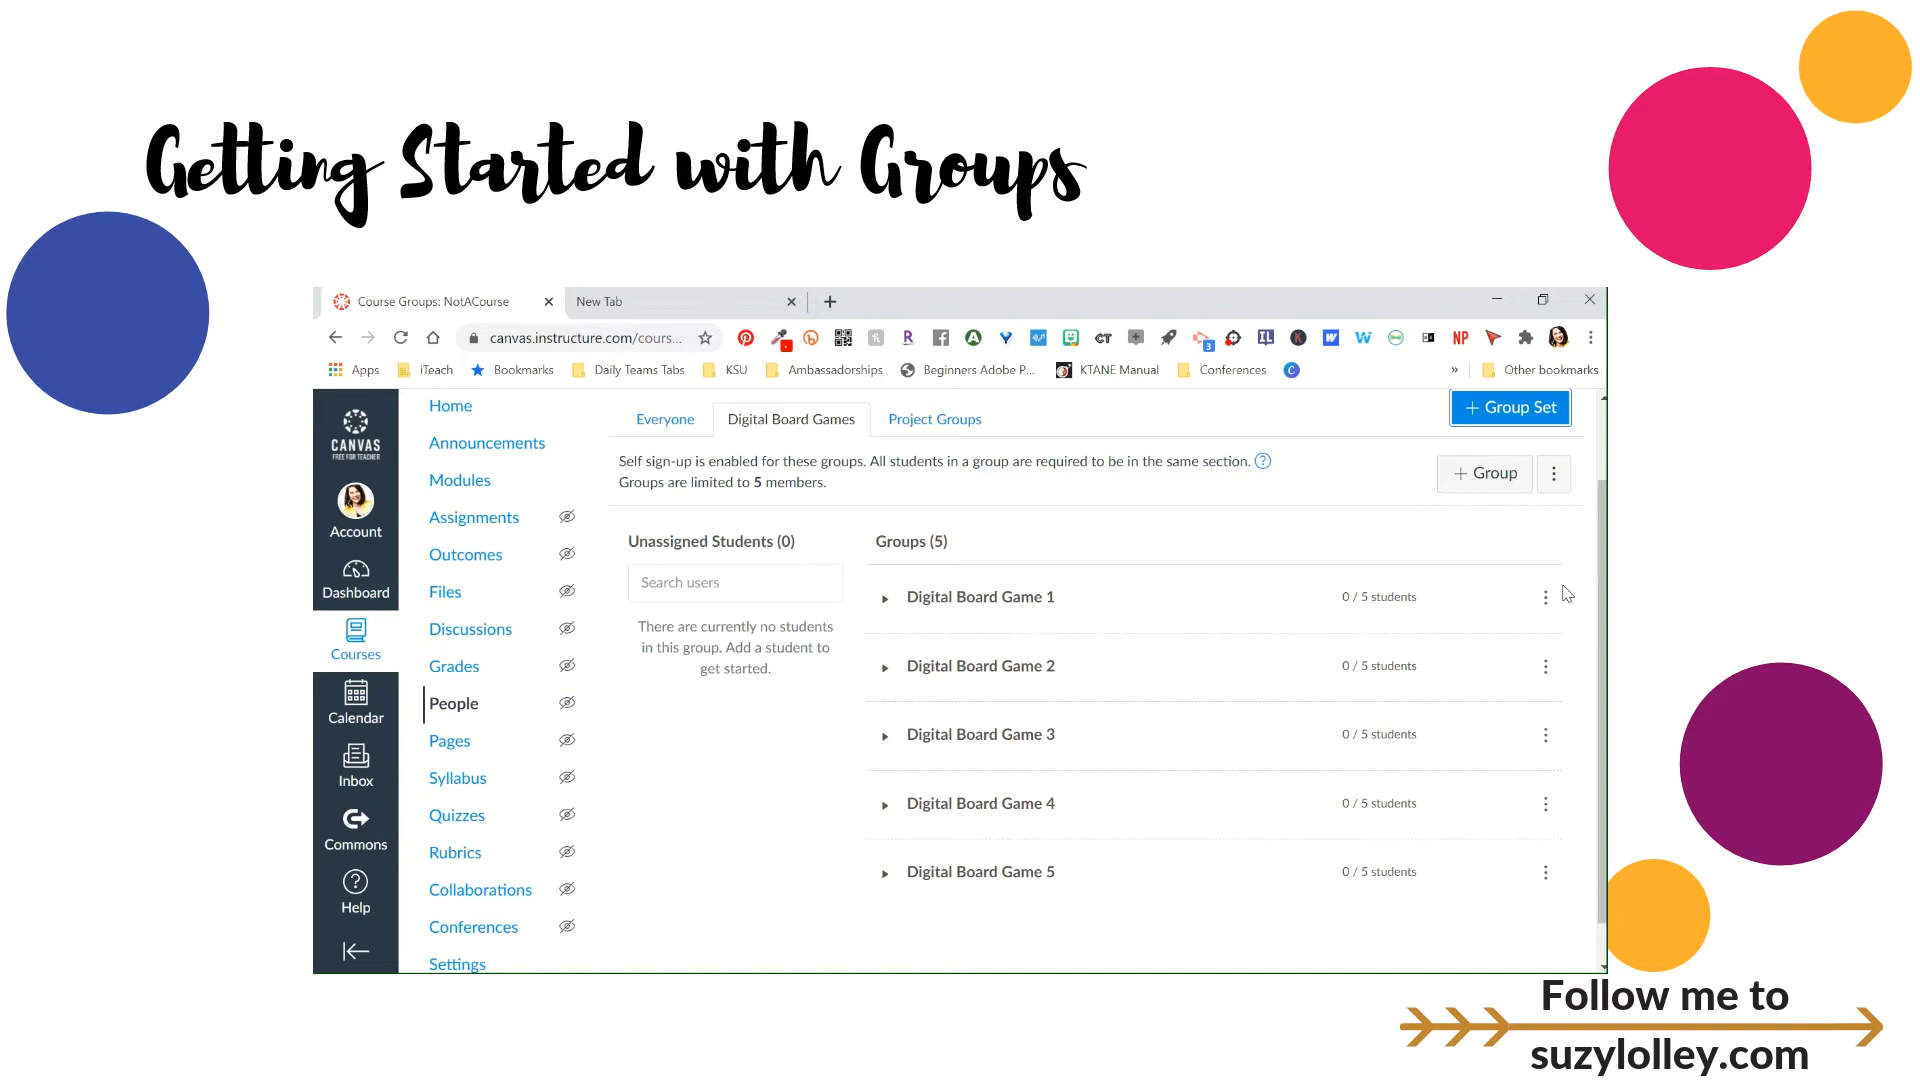 Getting Started with Groups
Course Groups: NotACourse
New Tab
canvas.instructure.com/cours...
3
CT
IL
K
W
W
NP
R
A
Apps
iTeach
Bookmarks
Daily Teams Tabs
KSU
Ambassadorships
Beginners Adobe P...
KTANE Manual
Conferences
C
»
Other bookmarks
CANVAS
FREE FOR TEACHER
Account
Dashboard
Courses
Calendar
Inbox
Commons
Help
Home
Announcements
Modules
Assignments
Outcomes
Files
Discussions
Grades
People
Pages
Syllabus
Quizzes
Rubrics
Collaborations
Conferences
Settings
Everyone
Digital Board Games
Project Groups
+ Group Set
Self sign-up is enabled for these groups. All students in a group are required to be in the same section. ?
Groups are limited to 5 members.
+ Group
Unassigned Students (0)
Search users
There are currently no students
in this group. Add a student to
get started.
Groups (5)
Digital Board Game 1 0 / 5 students
Digital Board Game 2 0 / 5 students
Digital Board Game 3 0 / 5 students
Digital Board Game 4 0 / 5 students
Digital Board Game 5 0 / 5 students
Follow me to
suzylolley.com